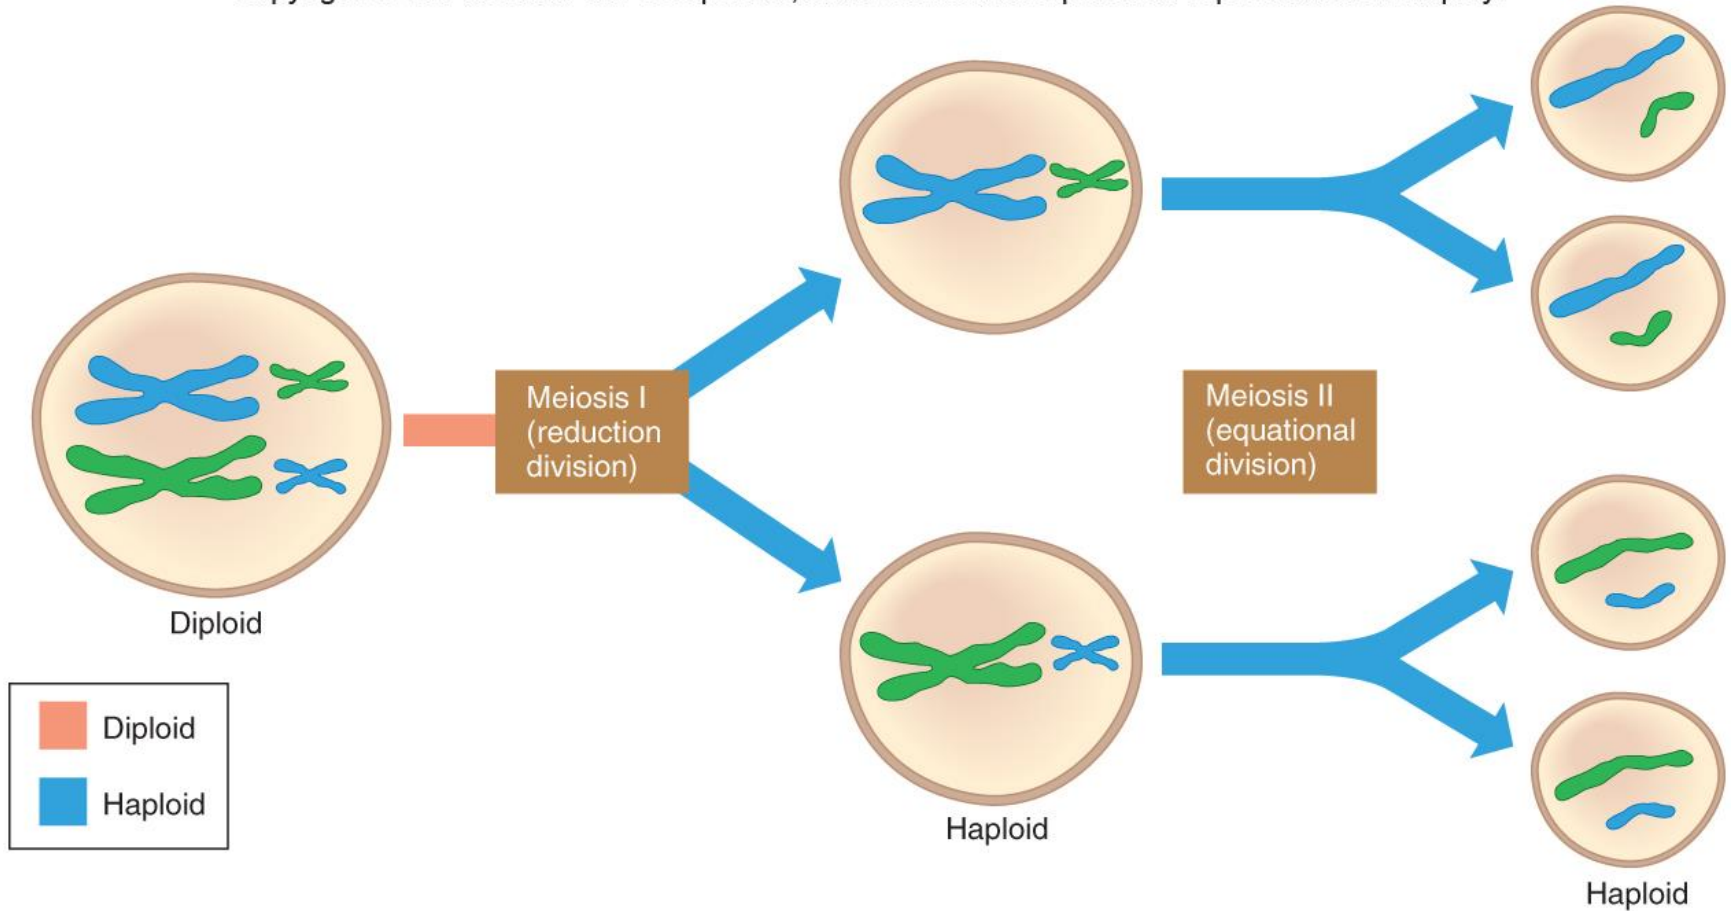 Diploid
Diploid
Haploid
Meiosis I
(reduction
division)
Haploid
Meiosis II
(equational
division)
Haploid